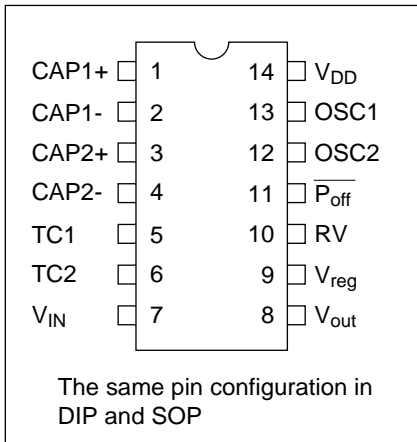 CAP1+ 1 14 VDD
CAP1- 2 13 OSC1
CAP2+ 3 12 OSC2
CAP2- 4 11 Poff
TC1 5 10 RV
TC2 6 9 Vreg
VIN 7 8 Vout
The same pin configuration in
DIP and SOP